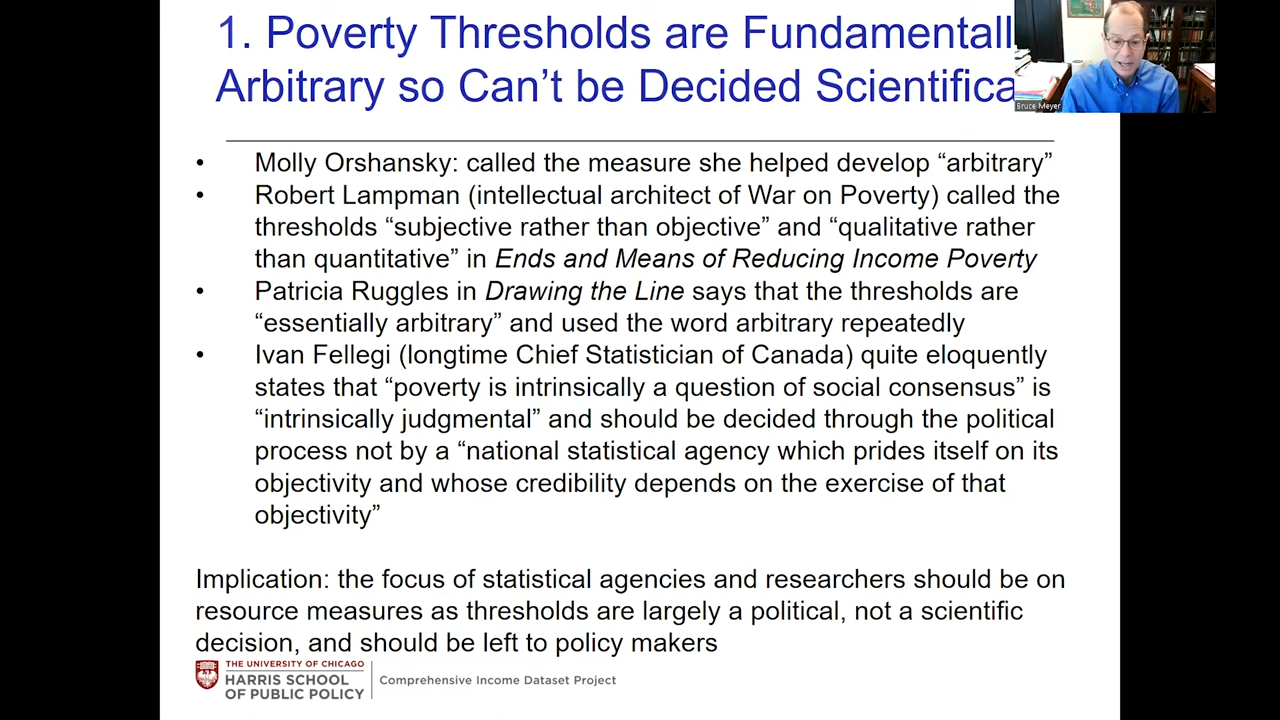 1. Poverty Thresholds are Fundamentall
Arbitrary so Can’t be Decided Scientifica
Bruce Meyer
• Molly Orshansky: called the measure she helped develop “arbitrary”
• Robert Lampman (intellectual architect of War on Poverty) called the
thresholds “subjective rather than objective” and “qualitative rather
than quantitative” in Ends and Means of Reducing Income Poverty
• Patricia Ruggles in Drawing the Line says that the thresholds are
“essentially arbitrary” and used the word arbitrary repeatedly
• Ivan Fellegi (longtime Chief Statistician of Canada) quite eloquently
states that “poverty is intrinsically a question of social consensus” is
“intrinsically judgmental” and should be decided through the political
process not by a “national statistical agency which prides itself on its
objectivity and whose credibility depends on the exercise of that
objectivity”
Implication: the focus of statistical agencies and researchers should be on
resource measures as thresholds are largely a political, not a scientific
decision, and should be left to policy makers
THE UNIVERSITY OF CHICAGO
HARRIS SCHOOL
OF PUBLIC POLICY
Comprehensive Income Dataset Project